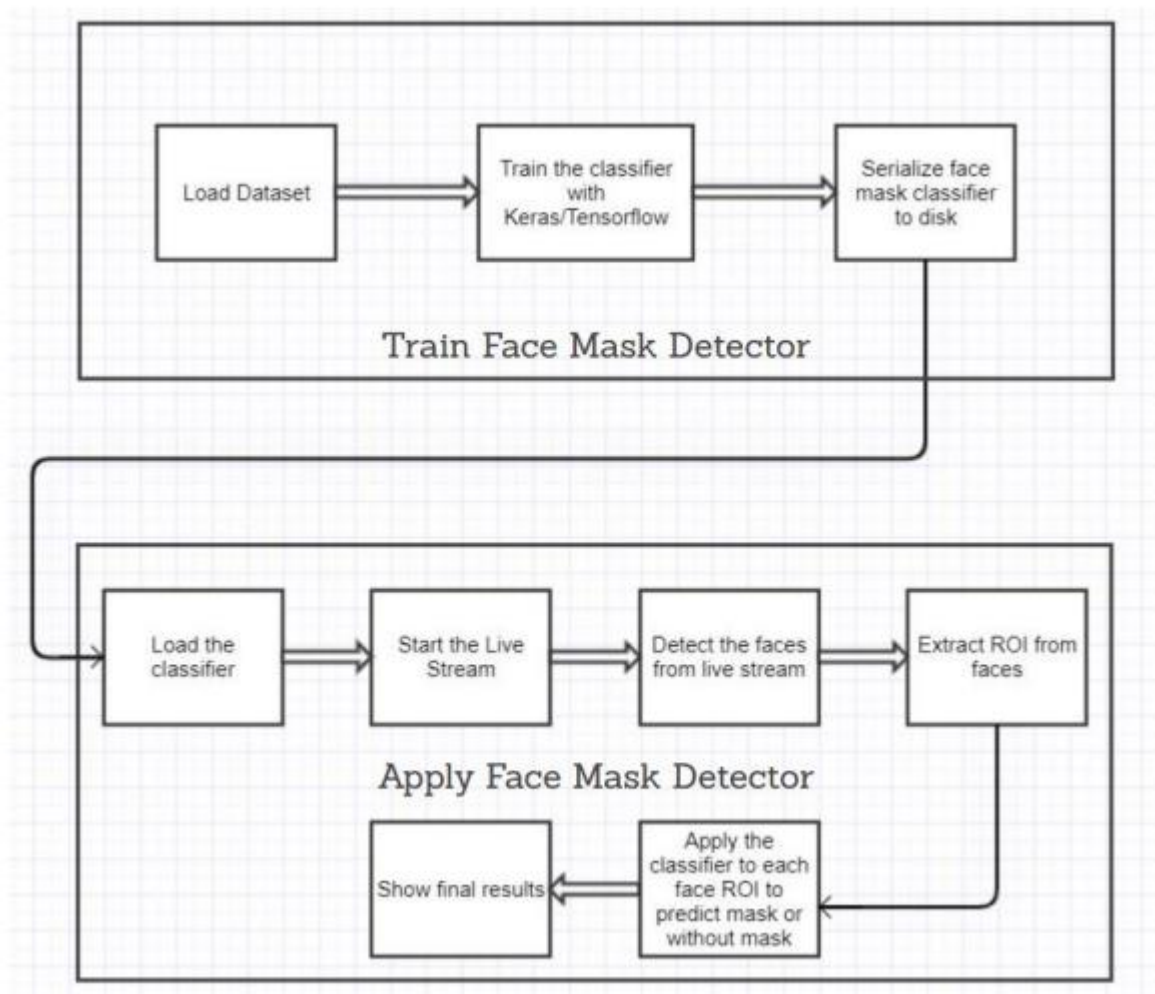 Load Dataset
Train the classifier
with
Keras/Tensorflow
Serialize face
mask classifier
to disk
Train Face Mask Detector
Load the
classifier
Start the Live
Stream
Detect the faces
from live stream
Extract ROI from
faces
Apply Face Mask Detector
Apply the
classifier to each
face ROI to
predict mask or
without mask
Show final results